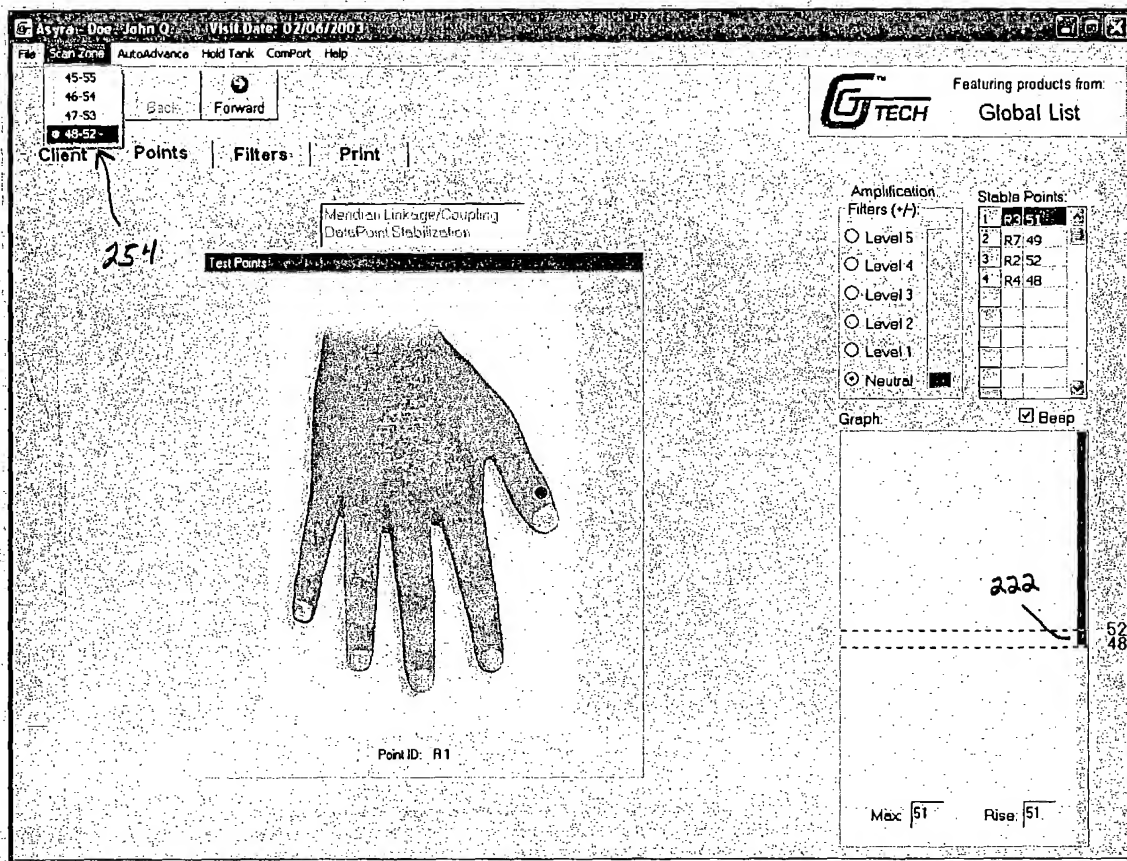 Asyra - Doe, John Q. Visit Date: 02/06/2003
File Scan Zone AutoAdvance Hold Tank ComPort Help
45-55
46-54
47-53
48-52
Back Forward
GTECH™
Featuring products from:
Global List
Client Points Filters Print
254
Meridian Linkage/Coupling
DataPoint Stabilization
Test Points
Point ID: R1
Amplification
Filters (+/-):
Level 5
Level 4
Level 3
Level 2
Level 1
Neutral
Stable Points:
1 R3 51
2 R7 49
3 R2 52
4 R4 48
Graph: Beep
222
52
48
Max: 51 Rise: 51